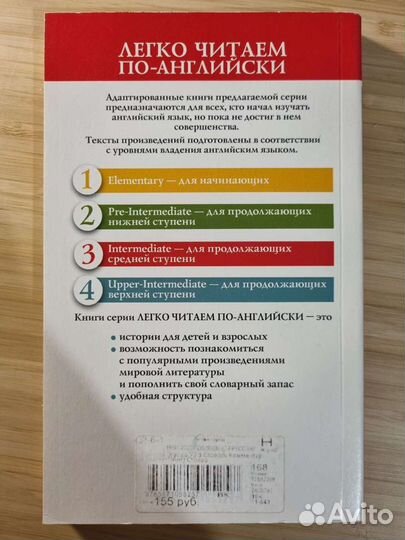 ЛЕГКО ЧИТАЕМ
ПО-АНГЛИЙСКИ
Адаптированные книги предлагаемой серии
предназначаются для всех, кто начал изучать
английский язык, но пока не достиг в нем
совершенства.
Тексты произведений подготовлены в соответствии
с уровнями владения английским языком.
1 Elementary — для начинающих
2 Pre-Intermediate — для продолжающих
нижней ступени
3 Intermediate — для продолжающих
средней ступени
4 Upper-Intermediate — для продолжающих
верхней ступени
Книги серии ЛЕГКО ЧИТАЕМ ПО-АНГЛИЙСКИ — это
• истории для детей и взрослых
• возможность познакомиться
с популярными произведениями
мировой литературы
и пополнить свой словарный запас
• удобная структура
Н
168
155 руб
Avito